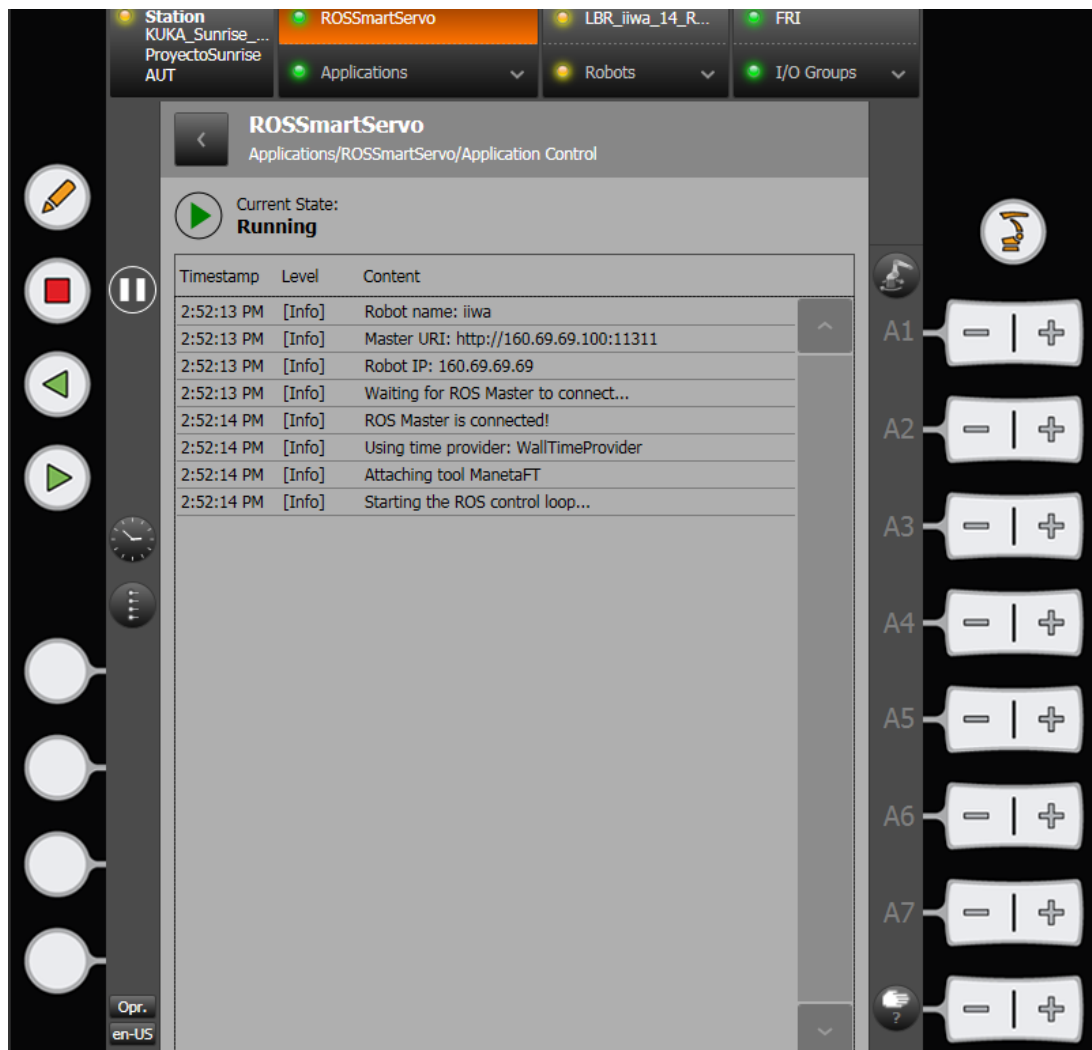 Station
KUKA_Sunrise_...
ProyectoSunrise
AUT
ROSSmartServo
Applications
LBR_iiwa_14_R...
Robots
FRI
I/O Groups
ROSSmartServo
Applications/ROSSmartServo/Application Control
Current State:
Running
Timestamp Level Content
2:52:13 PM [Info] Robot name: iiwa
2:52:13 PM [Info] Master URI: http://160.69.69.100:11311
2:52:13 PM [Info] Robot IP: 160.69.69.69
2:52:13 PM [Info] Waiting for ROS Master to connect...
2:52:14 PM [Info] ROS Master is connected!
2:52:14 PM [Info] Using time provider: WallTimeProvider
2:52:14 PM [Info] Attaching tool ManetaFT
2:52:14 PM [Info] Starting the ROS control loop...
A1
A2
A3
A4
A5
A6
A7
?
Opr.
en-US